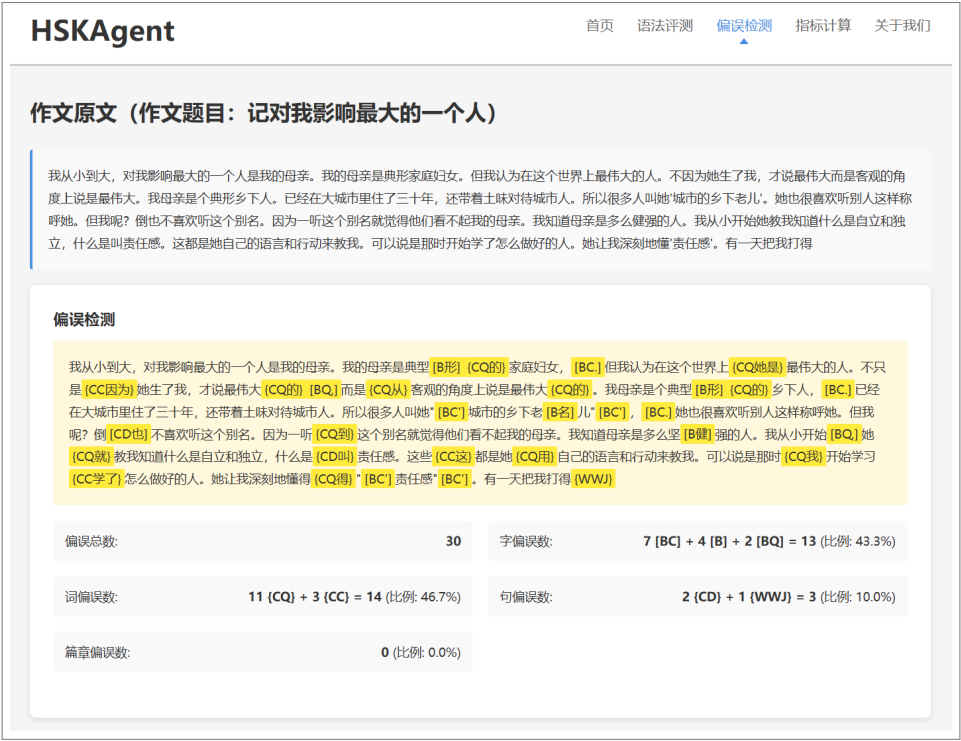 HSKAgent
首页 语法评测 偏误检测 指标计算 关于我们
作文原文（作文题目：记对我影响最大的一个人）
我从小到大，对我影响最大的一个人是我的母亲。我的母亲是典形家庭妇女。但我认为在这个世界上最伟大的人。不因为她生了我，才说最伟大而是客观的角
度上说是最伟大。我母亲是个典形乡下人。已经在大城市里住了三十年，还带着土味对待城市人。所以很多人叫她'城市的乡下老儿'。她也很喜欢听别人这样称
呼她。但我呢？倒也不喜欢听这个别名。因为一听这个别名就觉得他们看不起我的母亲。我知道母亲是多么健强的人。我从小开始她教我知道什么是自立和独
立，什么是叫责任感。这都是她自己的语言和行动来教我。可以说是那时开始学了怎么做好的人。她让我深刻地懂'责任感'。有一天把我打得
偏误检测
我从小到大，对我影响最大的一个人是我的母亲。我的母亲是典型[B形] {CQ的}家庭妇女，[BC.]但我认为在这个世界上{CQ她是}最伟大的人。不只
是{CC因为}她生了我，才说最伟大{CQ的} [BQ,]而是{CQ从}客观的角度上说是最伟大{CQ的}。我母亲是个典型[B形] {CQ的}乡下人，[BC.]已经
在大城市里住了三十年，还带着土味对待城市人。所以很多人叫她"[BC']城市的乡下老[B名]儿"[BC']，[BC.]她也很喜欢听别人这样称呼她。但我
呢？倒[CD也]不喜欢听这个别名。因为一听{CQ到}这个别名就觉得他们看不起我的母亲。我知道母亲是多么坚[B健]强的人。我从小开始[BQ,]她
{CQ就}教我知道什么是自立和独立，什么是{CD叫}责任感。这些{CC这}都是她{CQ用}自己的语言和行动来教我。可以说是那时{CQ我}开始学习
{CC学了}怎么做好的人。她让我深刻地懂得{CQ得}"[BC']责任感"[BC']。有一天把我打得{WWJ}
偏误总数: 30
字偏误数: 7 [BC] + 4 [B] + 2 [BQ] = 13 (比例: 43.3%)
词偏误数: 11 {CQ} + 3 {CC} = 14 (比例: 46.7%)
句偏误数: 2 {CD} + 1 {WWJ} = 3 (比例: 10.0%)
篇章偏误数: 0 (比例: 0.0%)